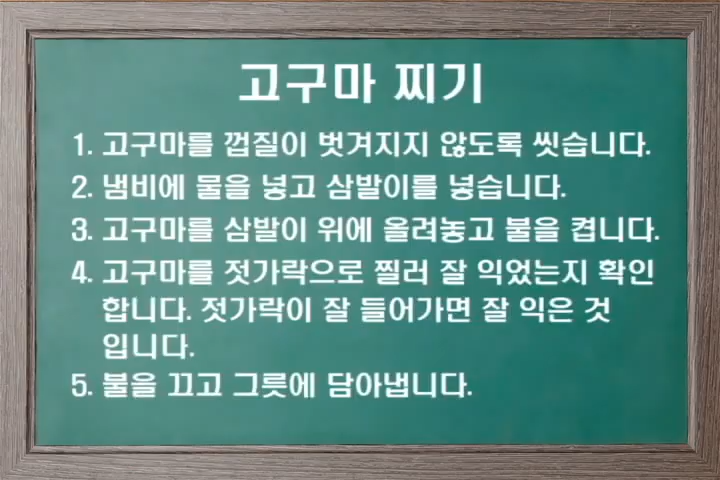 고구마 찌기
1. 고구마를 껍질이 벗겨지지 않도록 씻습니다.
2. 냄비에 물을 넣고 삼발이를 넣습니다.
3. 고구마를 삼발이 위에 올려놓고 불을 켭니다.
4. 고구마를 젓가락으로 찔러 잘 익었는지 확인
합니다. 젓가락이 잘 들어가면 잘 익은 것
입니다.
5. 불을 끄고 그릇에 담아냅니다.